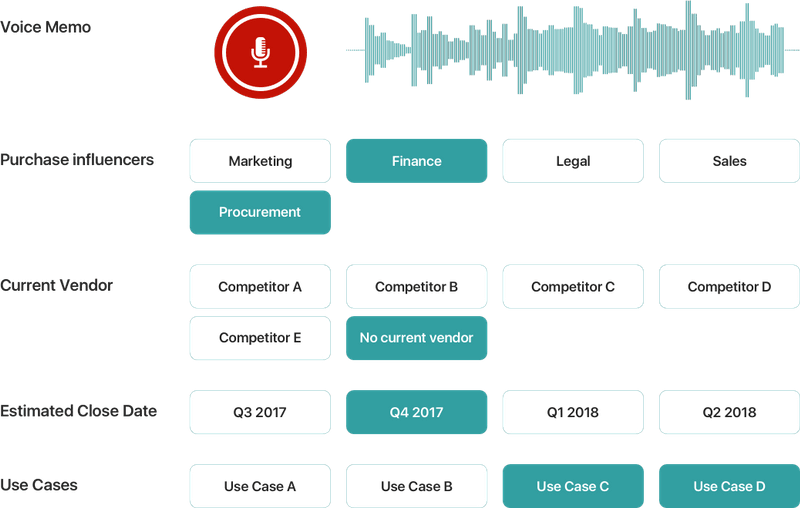 Voice Memo
Purchase influencers
Marketing
Finance
Legal
Sales
Procurement
Current Vendor
Competitor A
Competitor B
Competitor C
Competitor D
Competitor E
No current vendor
Estimated Close Date
Q3 2017
Q4 2017
Q1 2018
Q2 2018
Use Cases
Use Case A
Use Case B
Use Case C
Use Case D